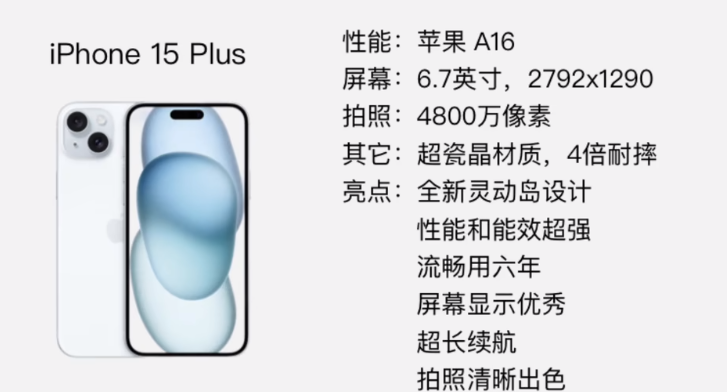 iPhone 15 Plus
性能：苹果 A16
屏幕：6.7英寸，2792x1290
拍照：4800万像素
其它：超瓷晶材质，4倍耐摔
亮点：全新灵动岛设计
性能和能效超强
流畅用六年
屏幕显示优秀
超长续航
拍照清晰出色